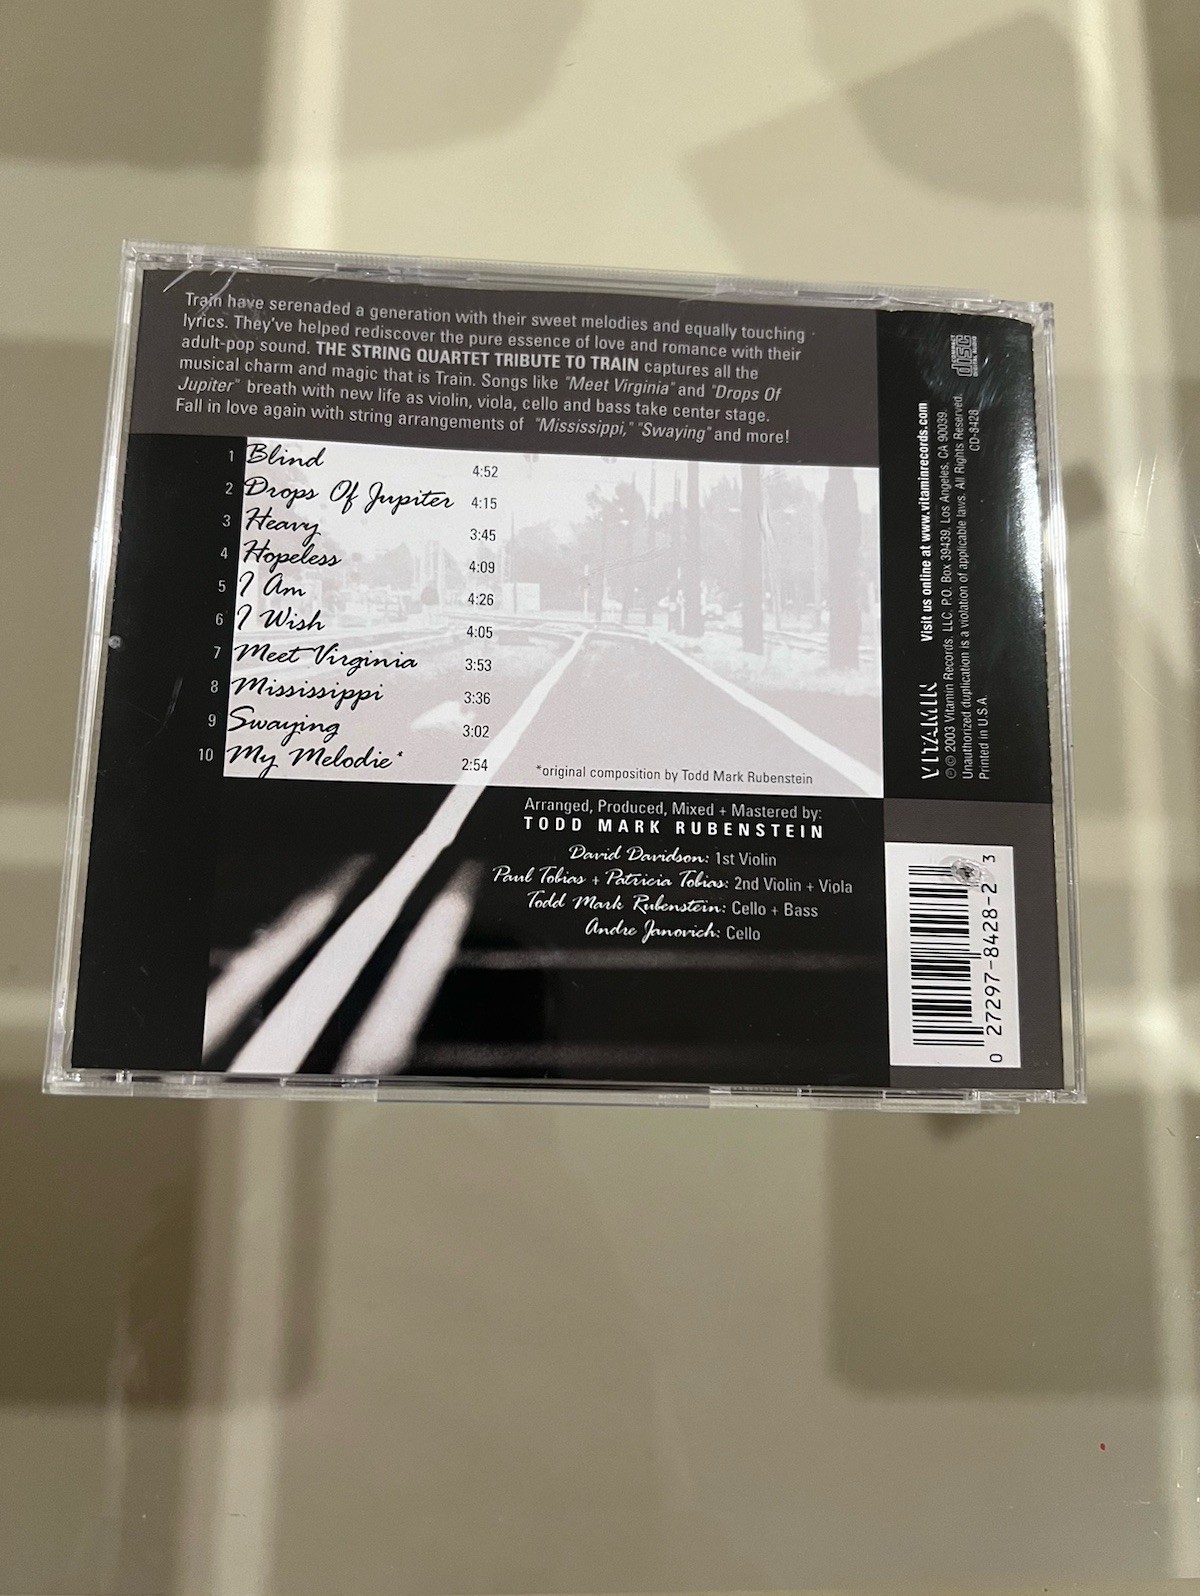 Train have serenaded a generation with their sweet melodies and equally touching
lyrics. They've helped rediscover the pure essence of love and romance with their
adult-pop sound. THE STRING QUARTET TRIBUTE TO TRAIN captures all the
musical charm and magic that is Train. Songs like "Meet Virginia" and "Drops Of
Jupiter" breath with new life as violin, viola, cello and bass take center stage.
Fall in love again with string arrangements of "Mississippi," "Swaying" and more!
1 Blind 4:52
2 Drops Of Jupiter 4:15
3 Heavy 3:45
4 Hopeless 4:09
5 I Am 4:26
6 I Wish 4:05
7 Meet Virginia 3:53
8 Mississippi 3:36
9 Swaying 3:02
10 My Melodie* 2:54
*original composition by Todd Mark Rubenstein
Arranged, Produced, Mixed + Mastered by:
TODD MARK RUBENSTEIN
David Davidson: 1st Violin
Paul Tobias + Patricia Tobias: 2nd Violin + Viola
Todd Mark Rubenstein: Cello + Bass
Andre Janovich: Cello
VITAMIN Visit us online at www.vitaminrecords.com
℗© 2003 Vitamin Records, LLC, P.O. Box 39439, Los Angeles, CA 90039.
Unauthorized duplication is a violation of applicable laws. All Rights Reserved.
Printed in U.S.A. CD-8428
COMPACT
disc
DIGITAL AUDIO
0 27297-8428-2 3